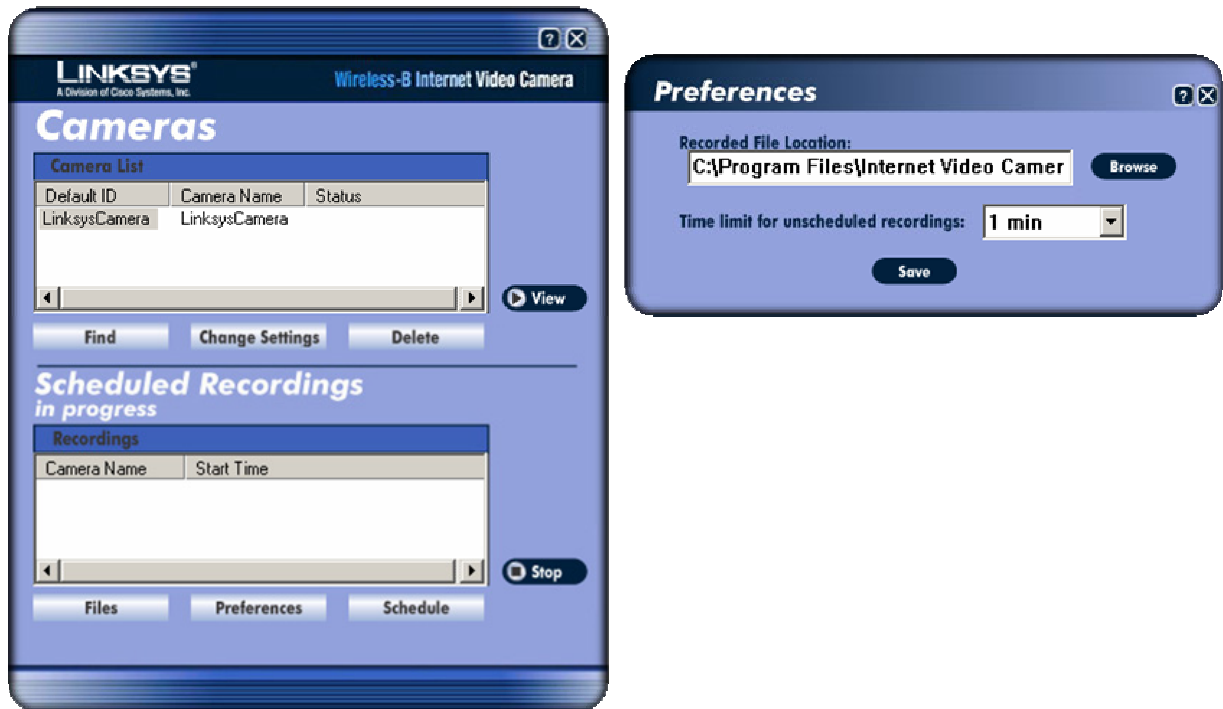 LINKSYS®
A Division of Cisco Systems, Inc.
Wireless-B Internet Video Camera
Cameras
Camera List
Default ID Camera Name Status
LinksysCamera LinksysCamera
View
Find Change Settings Delete
Scheduled Recordings
in progress
Recordings
Camera Name Start Time
Stop
Files Preferences Schedule
Preferences
Recorded File Location:
C:\Program Files\Internet Video Camer
Browse
Time limit for unscheduled recordings: 1 min
Save